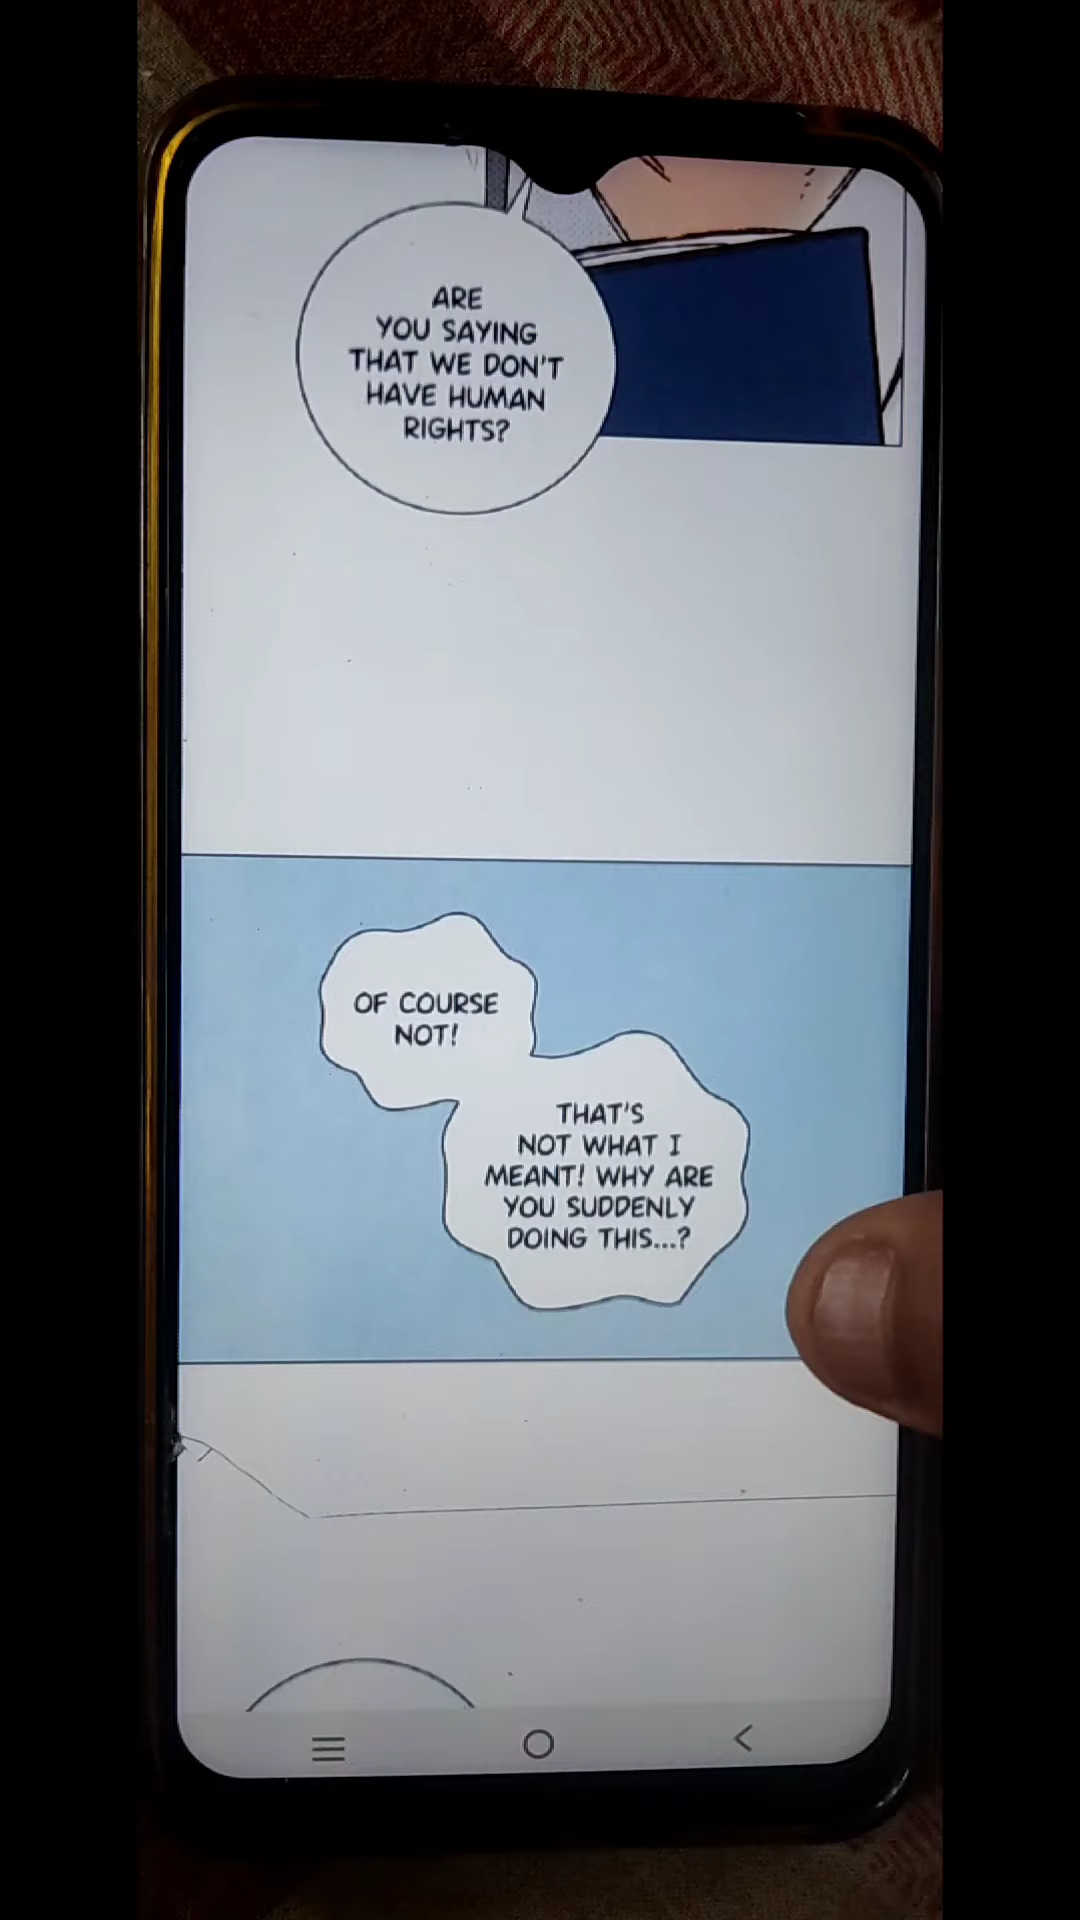 ARE
YOU SAYING
THAT WE DON'T
HAVE HUMAN
RIGHTS?
OF COURSE
NOT!
THAT'S
NOT WHAT I
MEANT! WHY ARE
YOU SUDDENLY
DOING THIS...?